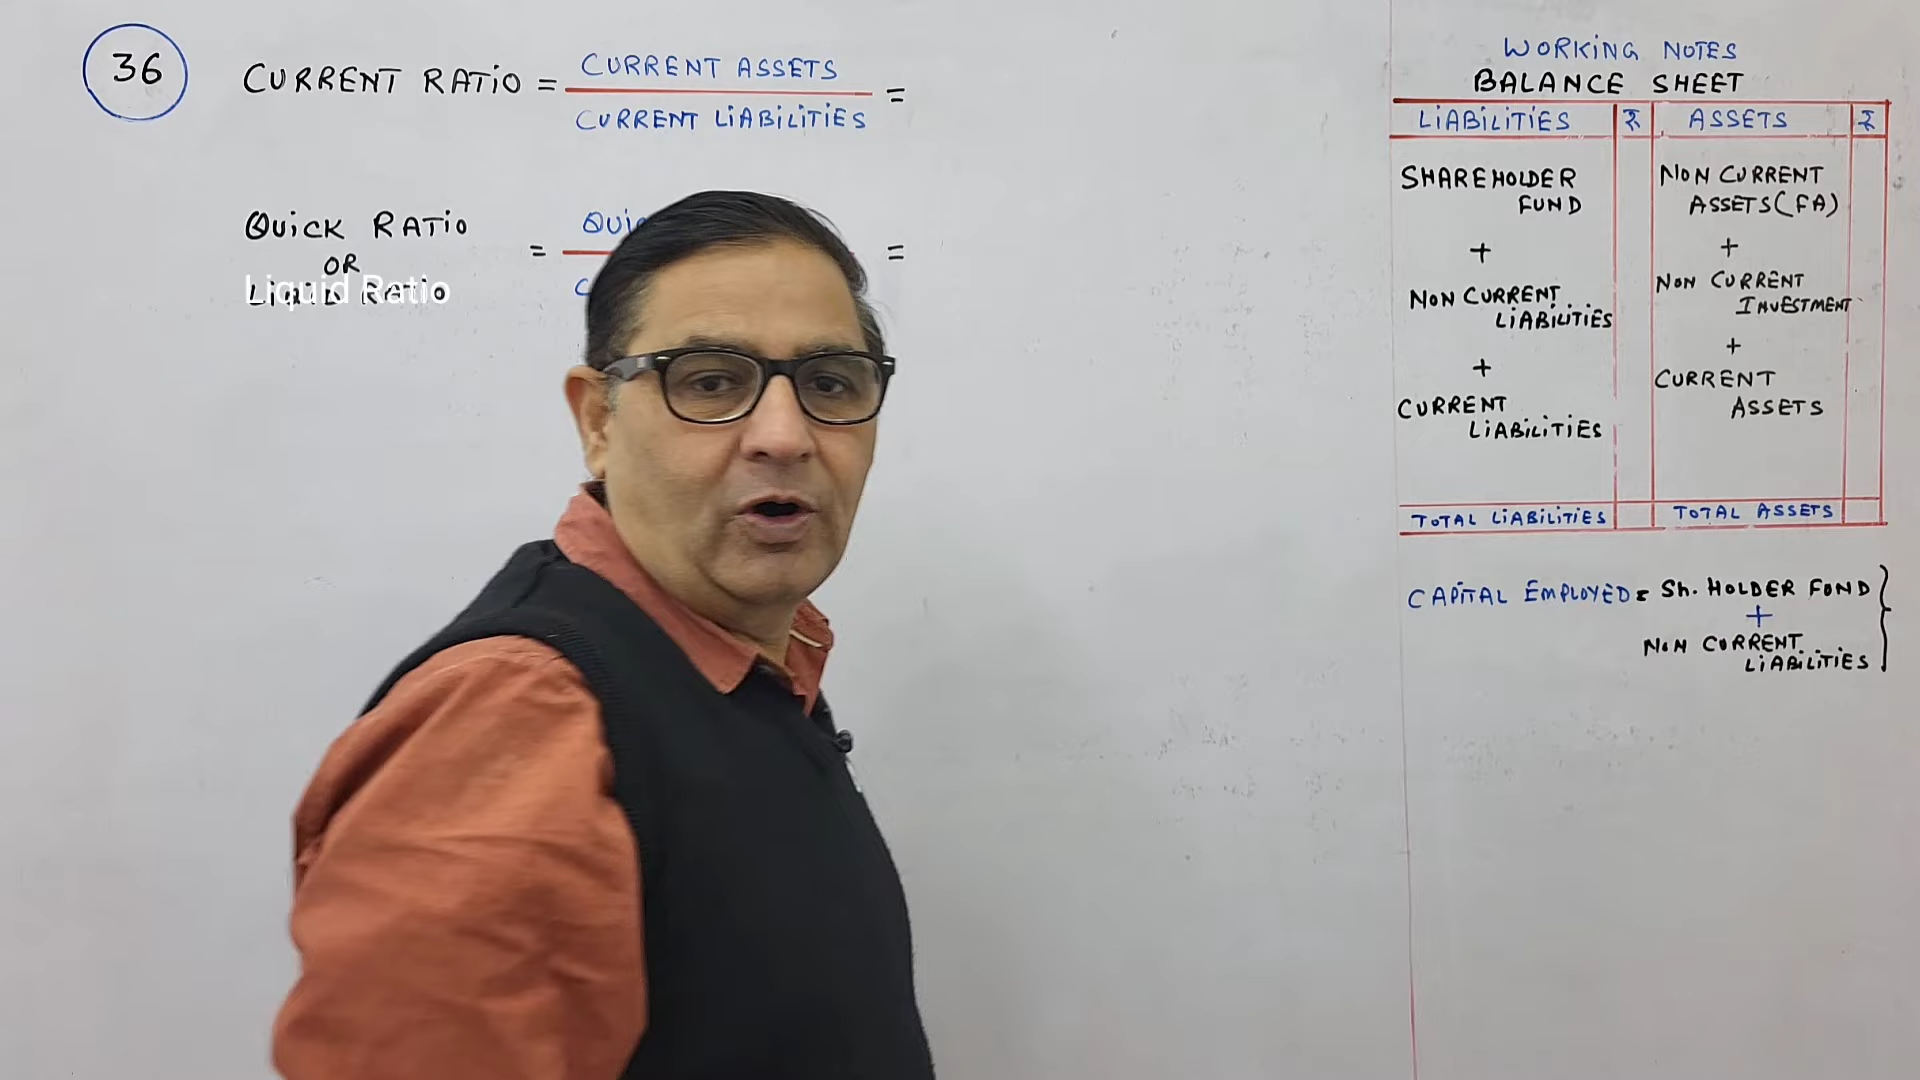 36
CURRENT RATIO = CURRENT ASSETS
CURRENT LIABILITIES =
QUICK RATIO
OR
LIQUID RATIO
=
=
Liquid Ratio
WORKING NOTES
BALANCE SHEET
LIABILITIES ₹ ASSETS ₹
SHAREHOLDER
FUND
+
NON CURRENT
LIABILITIES
+
CURRENT
LIABILITIES
NON CURRENT
ASSETS (FA)
+
NON CURRENT
INVESTMENT
+
CURRENT
ASSETS
TOTAL LIABILITIES TOTAL ASSETS
CAPITAL EMPLOYED = SH. HOLDER FUND
+
NON CURRENT
LIABILITIES